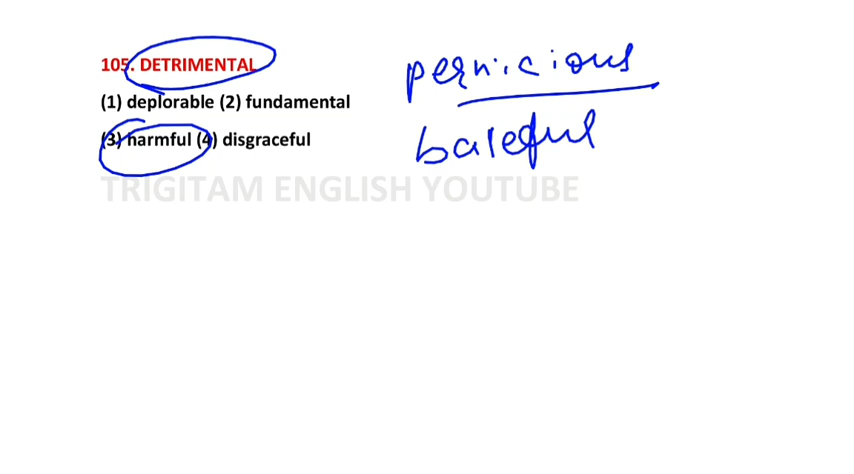 105. DETRIMENTAL
(1) deplorable (2) fundamental
(3) harmful (4) disgraceful
pernicious
baleful
TRIGITAM ENGLISH YOUTUBE